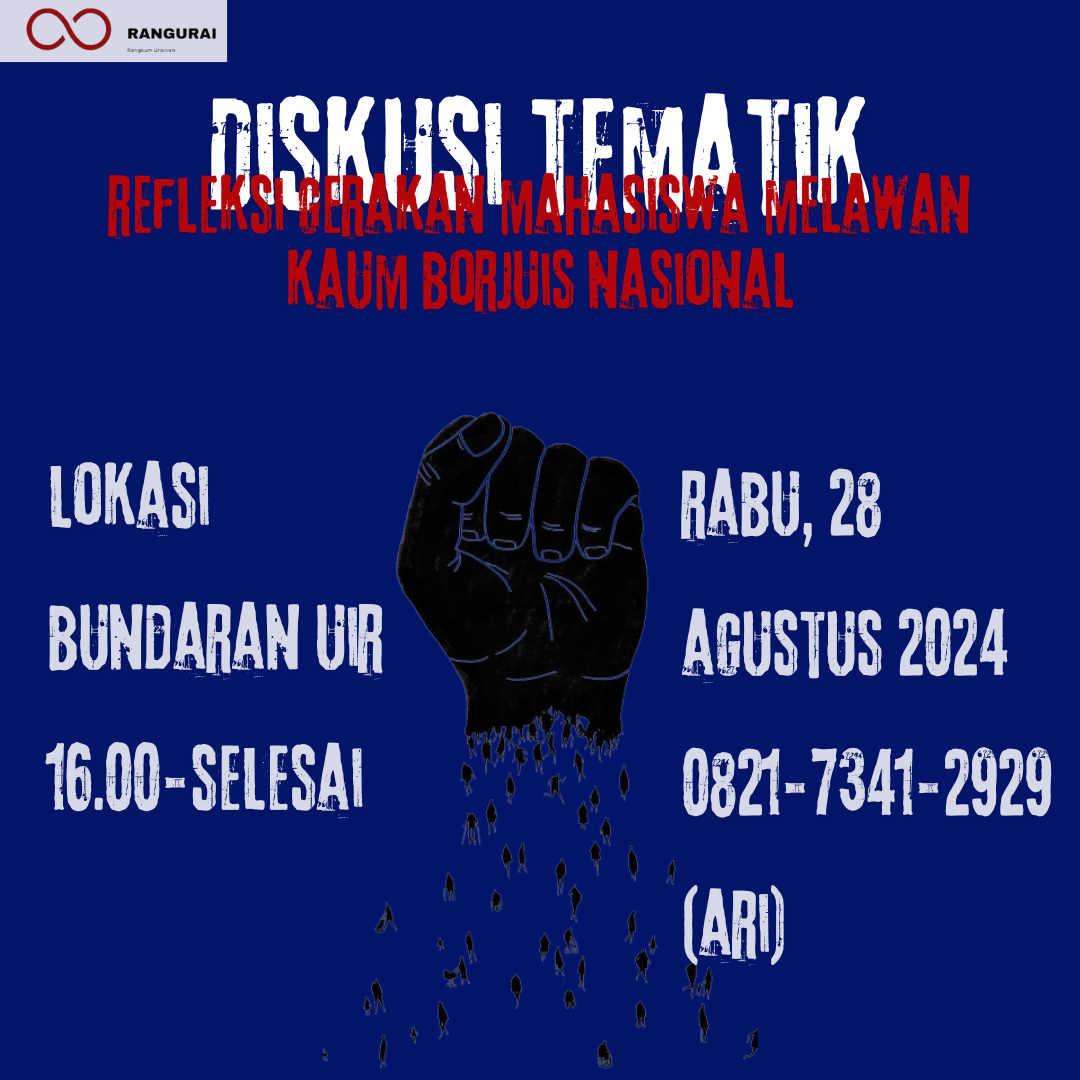 RANGURAI
Rangkum Uraikan
DISKUSI TEMATIK
REFLEKSI GERAKAN MAHASISWA MELAWAN
KAUM BORJUIS NASIONAL
LOKASI
BUNDARAN UIR
16.00-SELESAI
RABU, 28
AGUSTUS 2024
0821-7341-2929
(ARI)